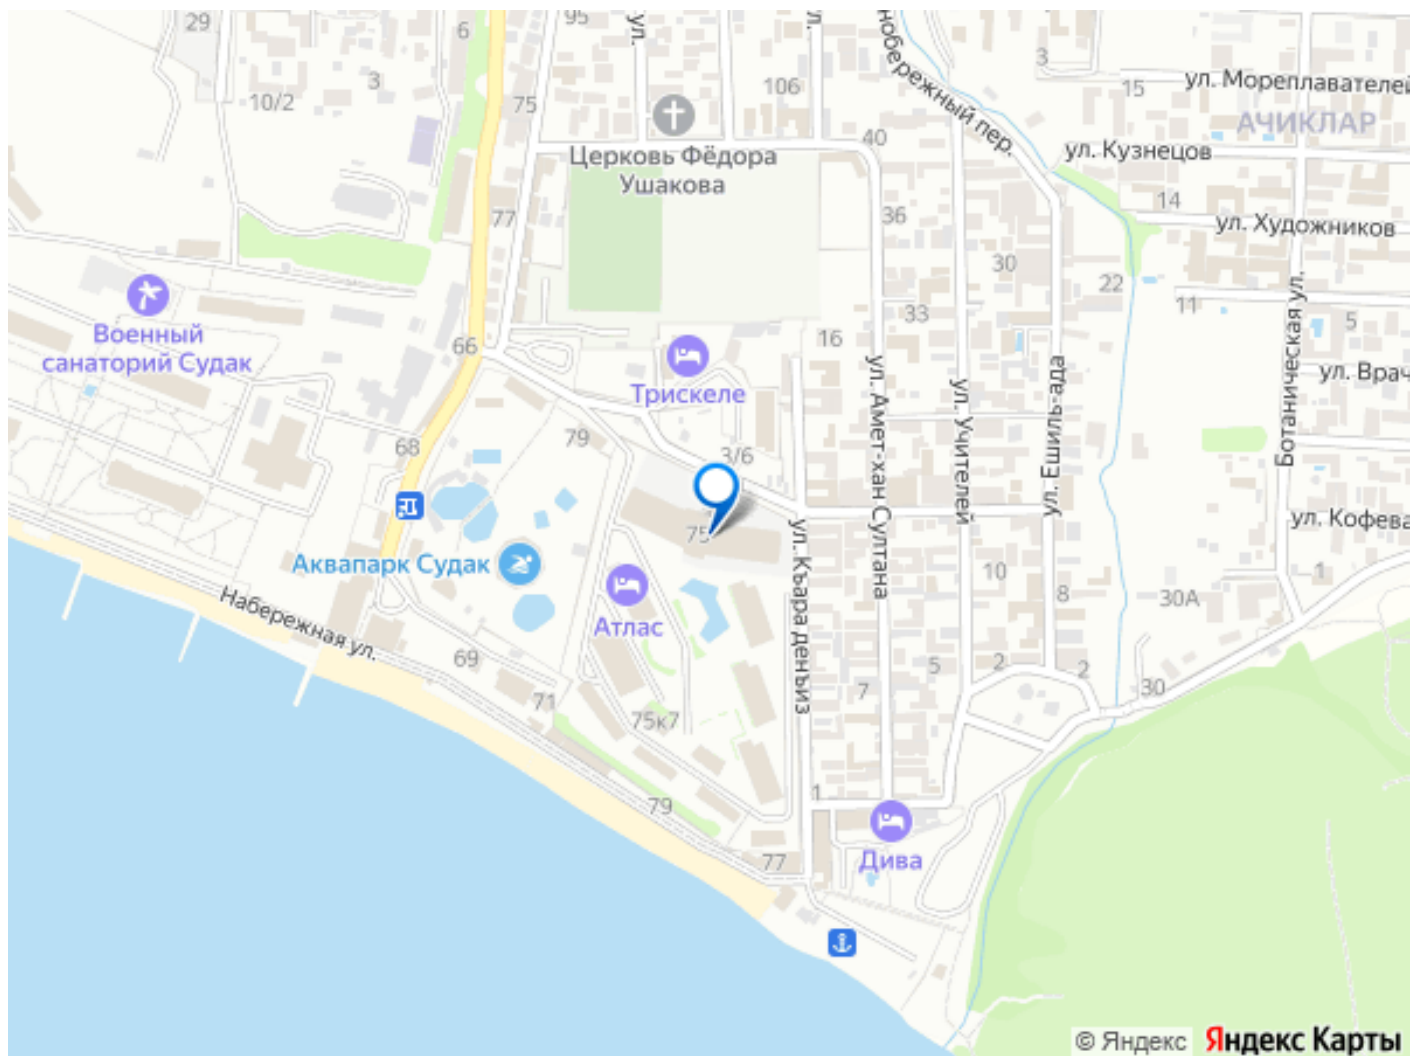 29
6
ул.
95
ул.
нобережный пер.
3
10/2
3
75
106
15
ул. Мореплавателей
АЧИКЛАР
40
ул. Кузнецов
Церковь Фёдора
Ушакова
77
36
14
ул. Художников
30
22
11
Ботаническая ул.
Военный
санаторий Судак
66
16
33
5
Трискеле
ул. Амет-хан Султана
ул. Учителей
ул. Ешиль-ада
ул. Врач
68
79
3/6
75
ул. Къара денъиз
ул. Кофева
Аквапарк Судак
10
8
30А
1
Набережная ул.
Атлас
69
71
75к7
7
5
2
2
30
79
1
77
Дива
© Яндекс Яндекс Карты